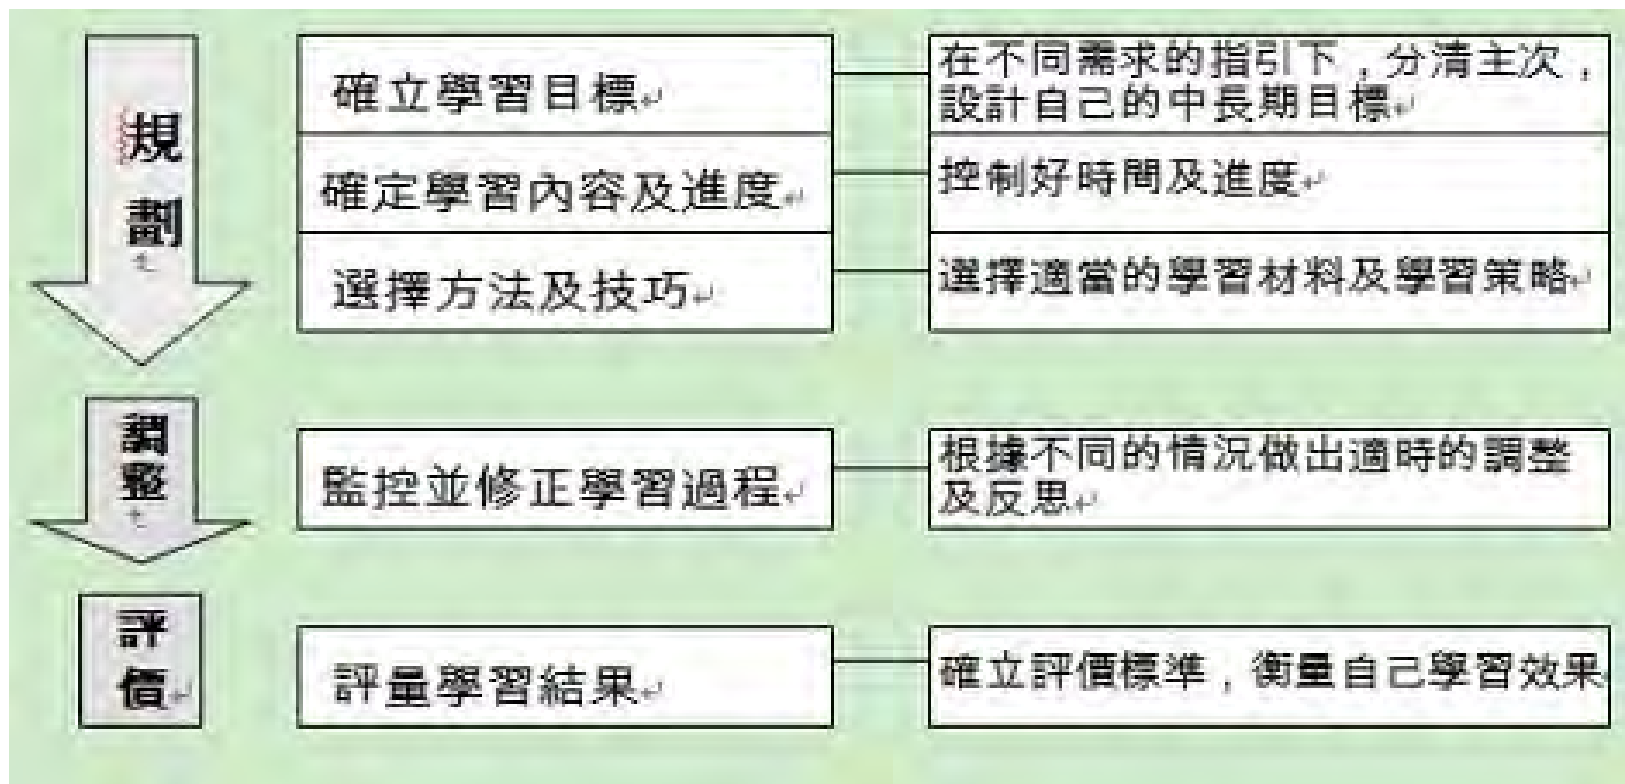 規劃
確立學習目標
在不同需求的指引下，分清主次，
設計自己的中長期目標
確定學習內容及進度
控制好時間及進度
選擇方法及技巧
選擇適當的學習材料及學習策略
調整
監控並修正學習過程
根據不同的情況做出適時的調整
及反思
評價
評量學習結果
確立評價標準，衡量自己學習效果